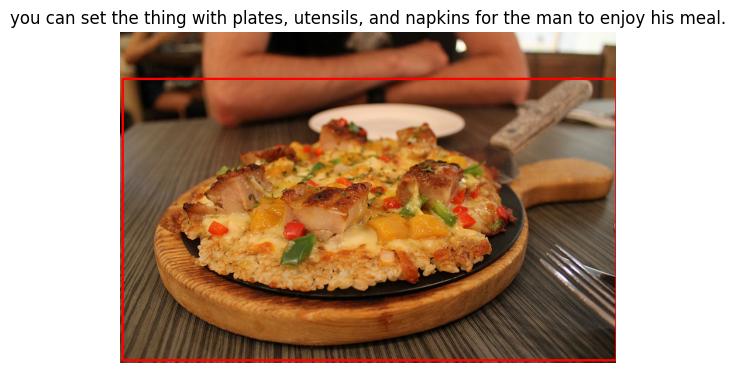 you can set the thing with plates, utensils, and napkins for the man to enjoy his meal.